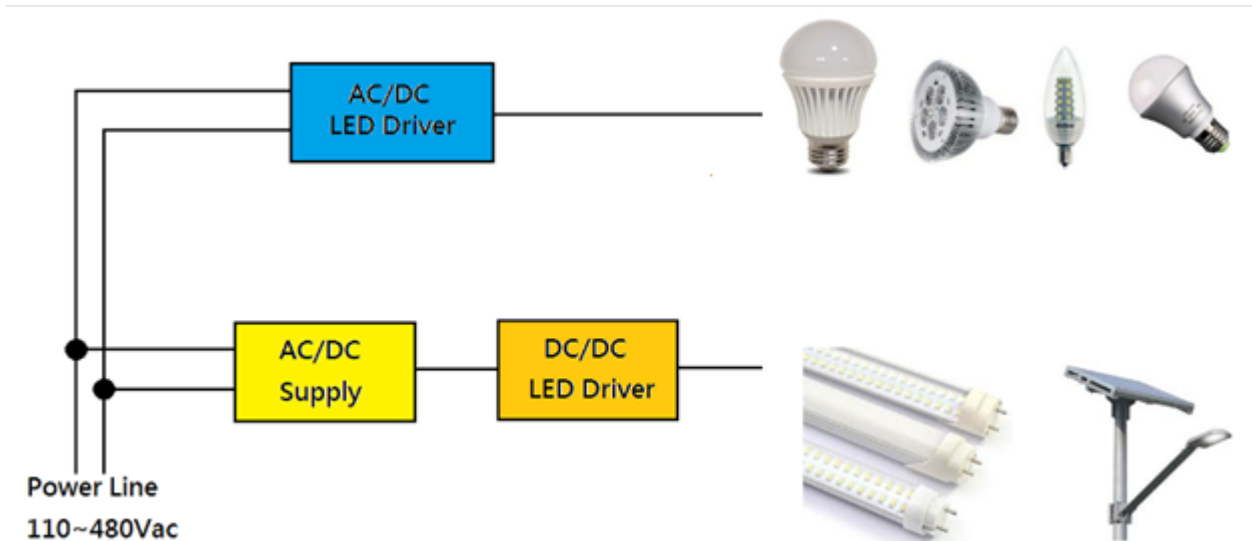 AC/DC
LED Driver
AC/DC
Supply
DC/DC
LED Driver
Power Line
110~480Vac